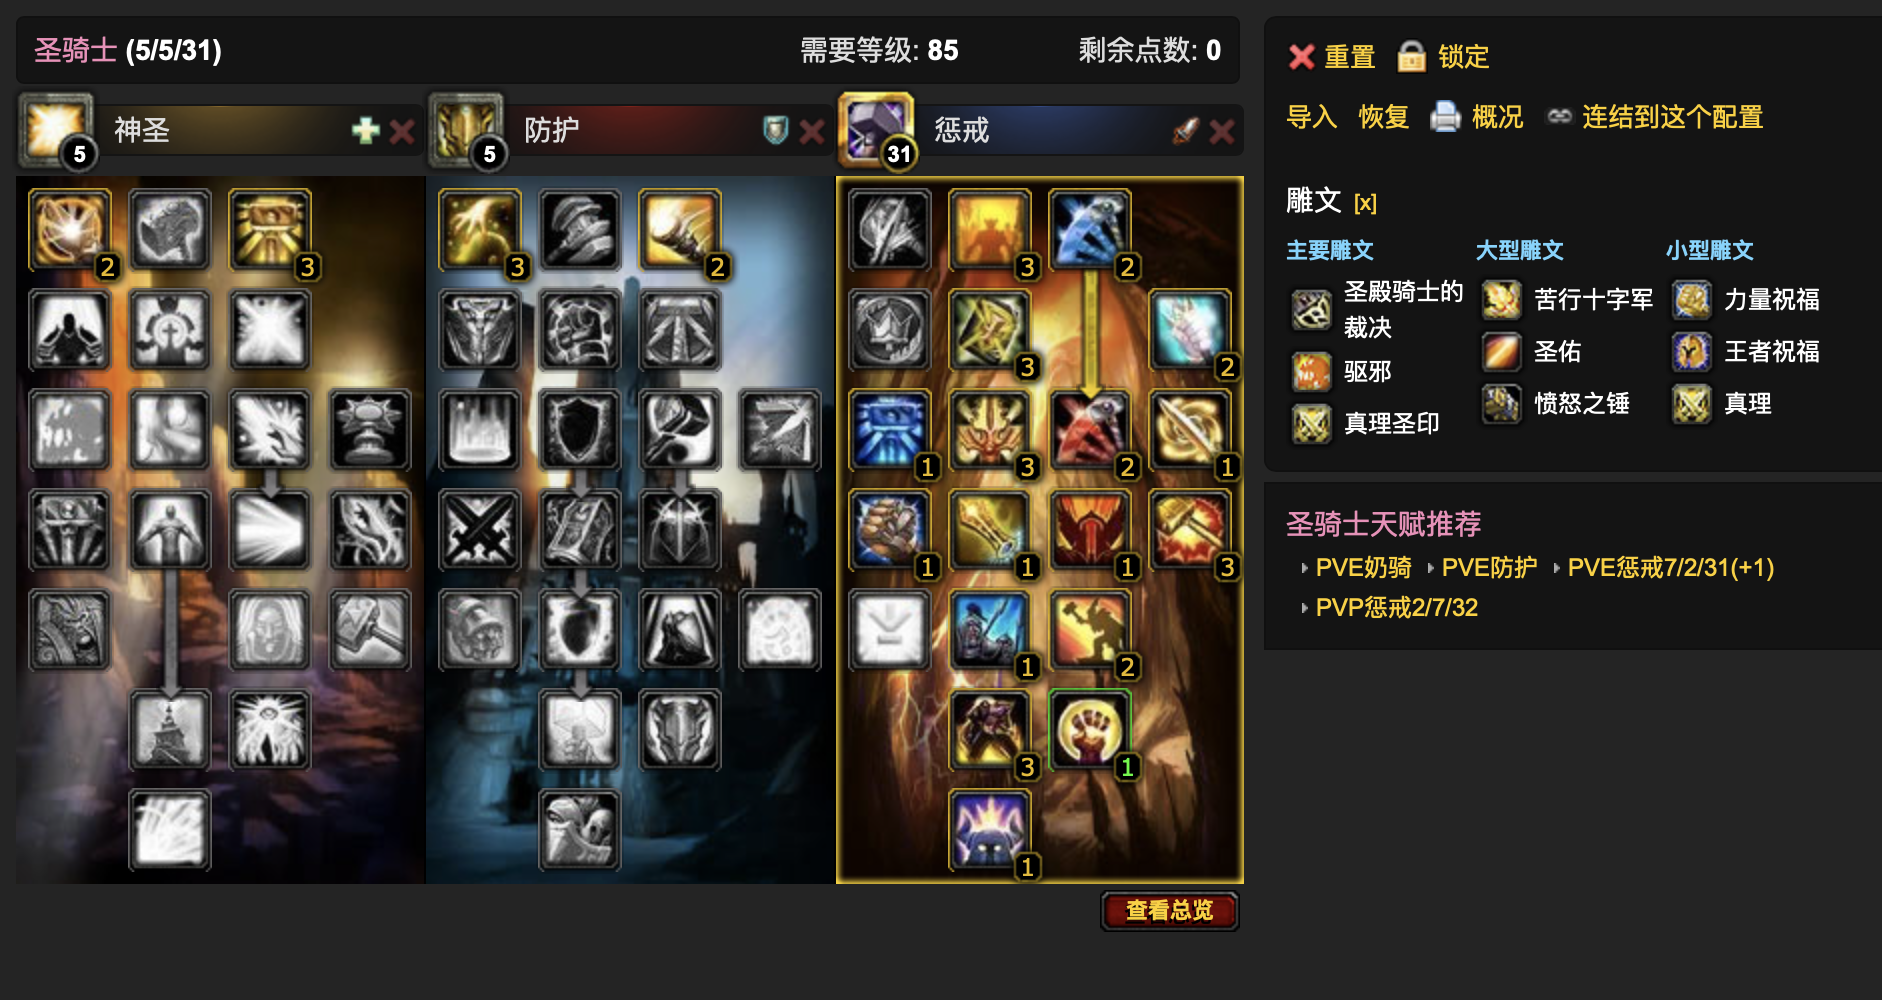 圣骑士 (5/5/31)
需要等级: 85
剩余点数: 0
5
神圣
5
防护
31
惩戒
2
3
3
2
3
2
3
2
1
3
2
1
1
1
1
3
1
2
3
1
1
查看总览
重置 锁定
导入 恢复 概况 连结到这个配置
雕文 [x]
主要雕文
圣殿骑士的
裁决
驱邪
真理圣印
大型雕文
苦行十字军
圣佑
愤怒之锤
小型雕文
力量祝福
王者祝福
真理
圣骑士天赋推荐
PVE奶骑 PVE防护 PVE惩戒7/2/31(+1)
PVP惩戒2/7/32